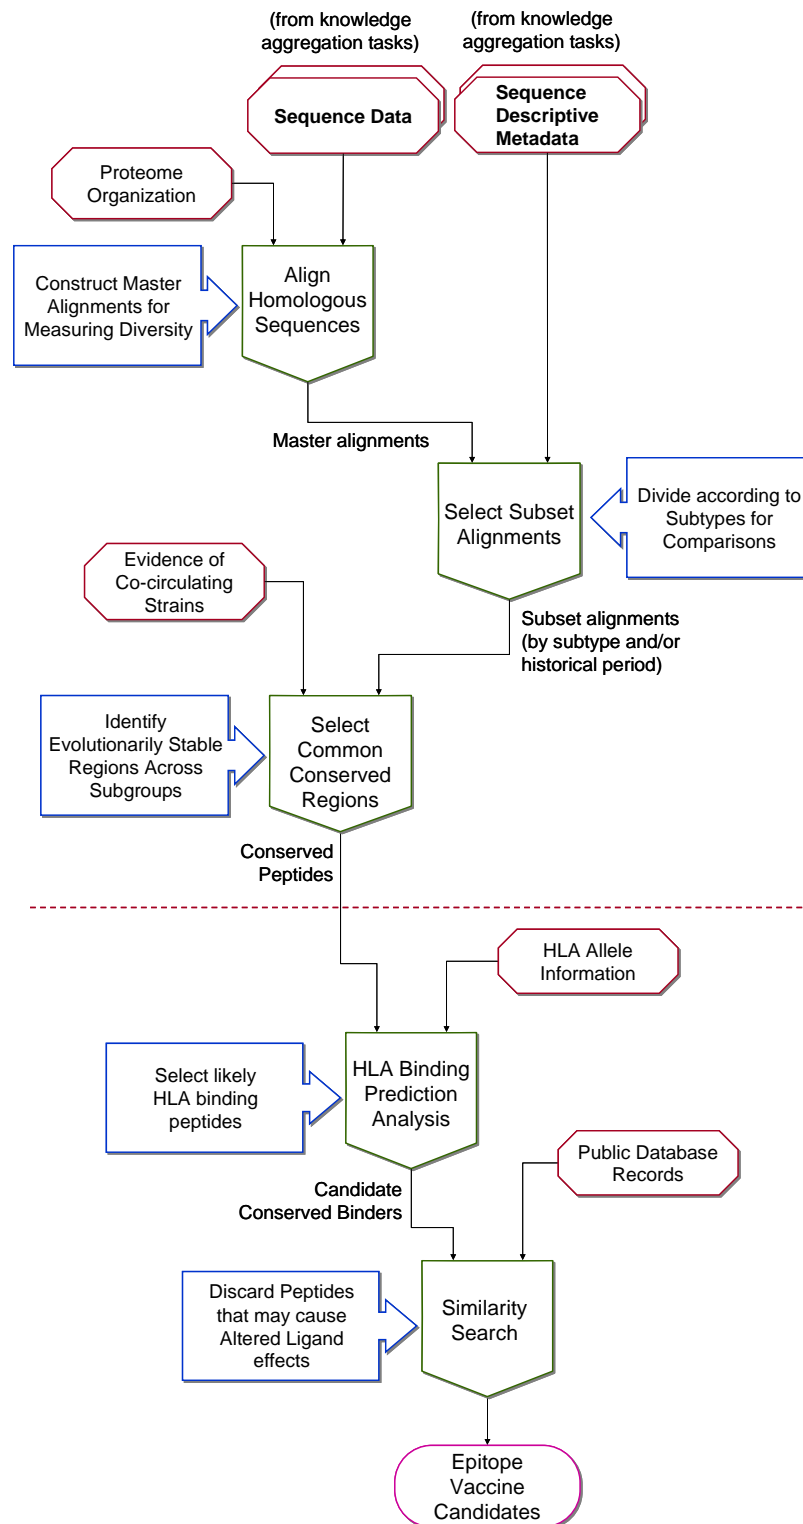 (from knowledge
aggregation tasks)
(from knowledge
aggregation tasks)
Sequence Data
Sequence
Descriptive
Metadata
Proteome
Organization
Construct Master
Alignments for
Measuring Diversity
Align
Homologous
Sequences
Master alignments
Select Subset
Alignments
Divide according to
Subtypes for
Comparisons
Evidence of
Co-circulating
Strains
Subset alignments
(by subtype and/or
historical period)
Identify
Evolutionarily Stable
Regions Across
Subgroups
Select
Common
Conserved
Regions
Conserved
Peptides
HLA Allele
Information
Select likely
HLA binding
peptides
HLA Binding
Prediction
Analysis
Public Database
Records
Candidate
Conserved Binders
Discard Peptides
that may cause
Altered Ligand
effects
Similarity
Search
Epitope
Vaccine
Candidates